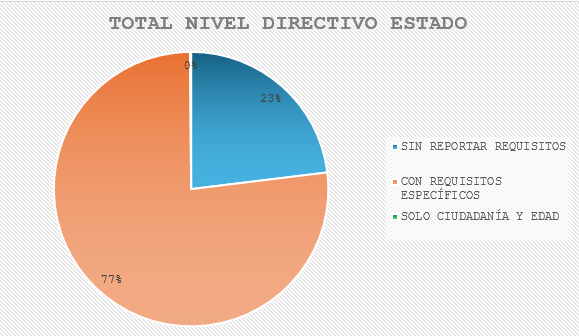 TOTAL NIVEL DIRECTIVO ESTADO
0%
23%
77%
SIN REPORTAR REQUISITOS
CON REQUISITOS
ESPECÍFICOS
SOLO CIUDADANÍA Y EDAD